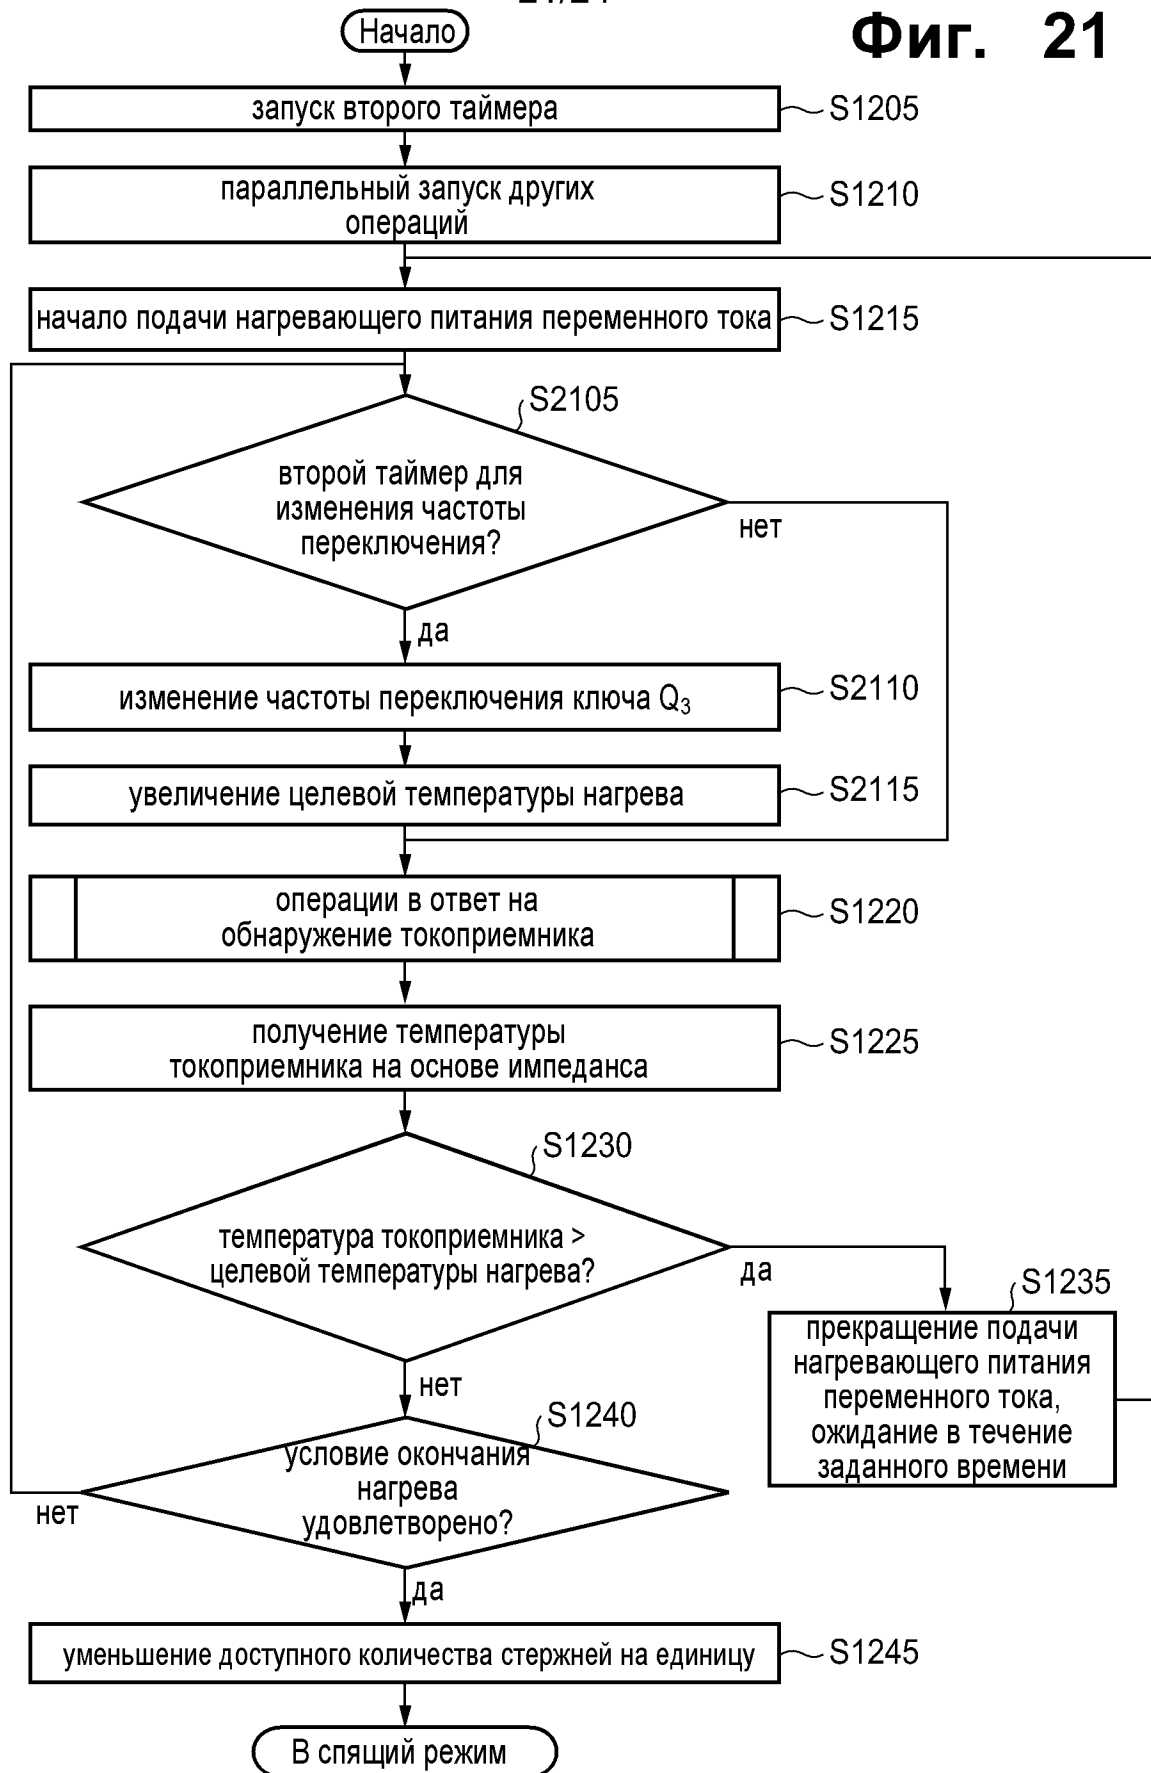 Фиг. 21
Начало
запуск второго таймера
S1205
параллельный запуск других
операций
S1210
начало подачи нагревающего питания переменного тока
S1215
S2105
второй таймер для
изменения частоты
переключения?
нет
да
изменение частоты переключения ключа Q₃
S2110
увеличение целевой температуры нагрева
S2115
операции в ответ на
обнаружение токоприемника
S1220
получение температуры
токоприемника на основе импеданса
S1225
S1230
температура токоприемника >
целевой температуры нагрева?
да
S1235
прекращение подачи
нагревающего питания
переменного тока,
ожидание в течение
заданного времени
нет
S1240
условие окончания
нагрева
удовлетворено?
нет
да
уменьшение доступного количества стержней на единицу
S1245
В спящий режим